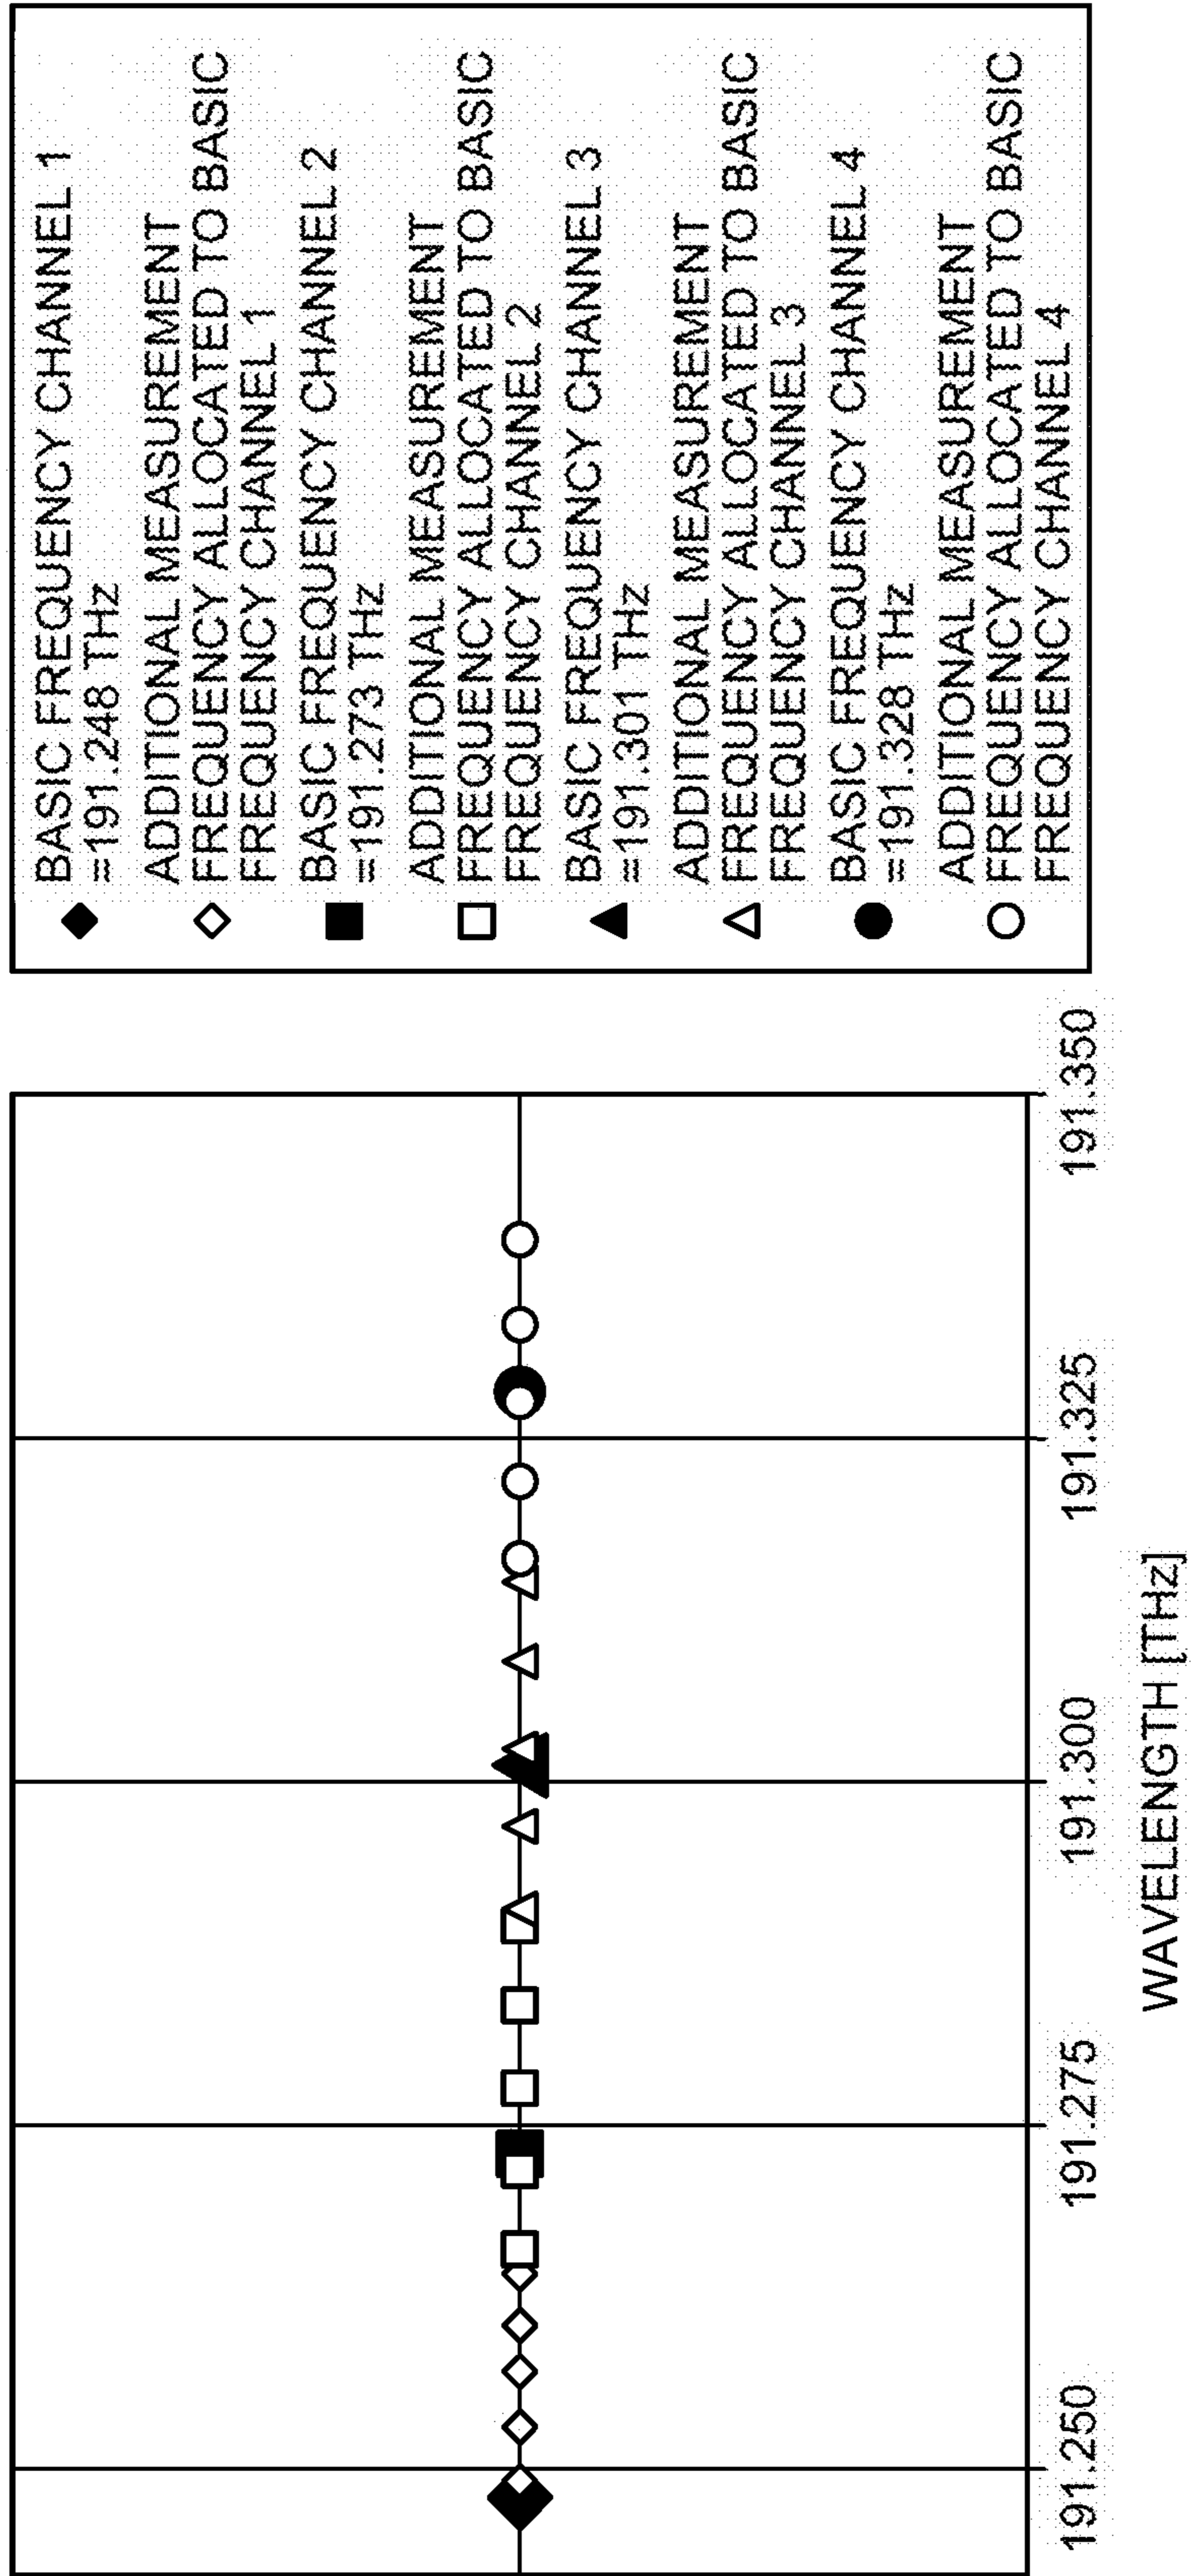 191.250
191.275
191.300
191.325
191.350
WAVELENGTH [THz]
BASIC FREQUENCY CHANNEL 1
=191.248 THz
ADDITIONAL MEASUREMENT
FREQUENCY ALLOCATED TO BASIC
FREQUENCY CHANNEL 1
BASIC FREQUENCY CHANNEL 2
=191.273 THz
ADDITIONAL MEASUREMENT
FREQUENCY ALLOCATED TO BASIC
FREQUENCY CHANNEL 2
BASIC FREQUENCY CHANNEL 3
=191.301 THz
ADDITIONAL MEASUREMENT
FREQUENCY ALLOCATED TO BASIC
FREQUENCY CHANNEL 3
BASIC FREQUENCY CHANNEL 4
=191.328 THz
ADDITIONAL MEASUREMENT
FREQUENCY ALLOCATED TO BASIC
FREQUENCY CHANNEL 4